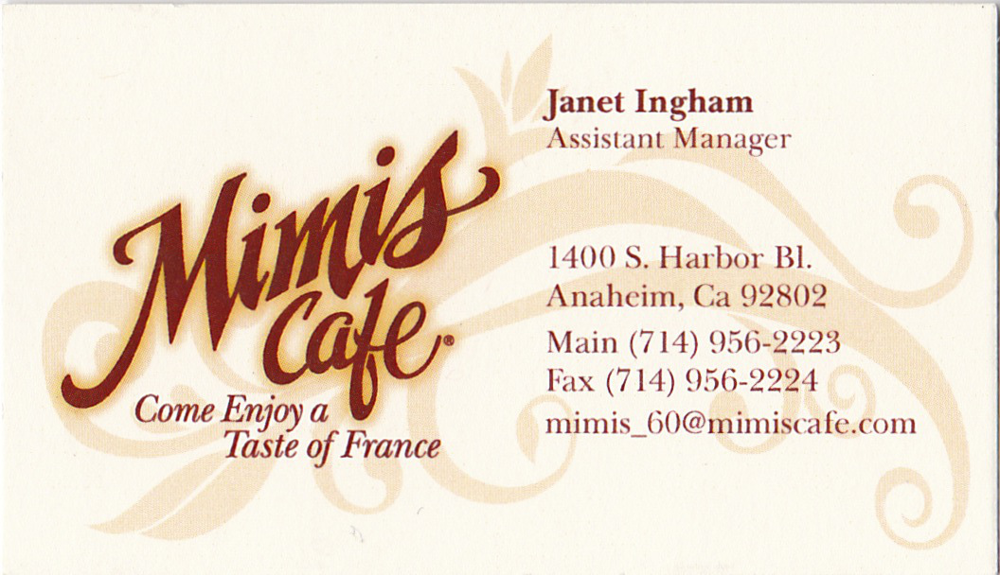 Mimis
Cafe®
Come Enjoy a
Taste of France
Janet Ingham
Assistant Manager
1400 S. Harbor Bl.
Anaheim, Ca 92802
Main (714) 956-2223
Fax (714) 956-2224
mimis_60@mimiscafe.com